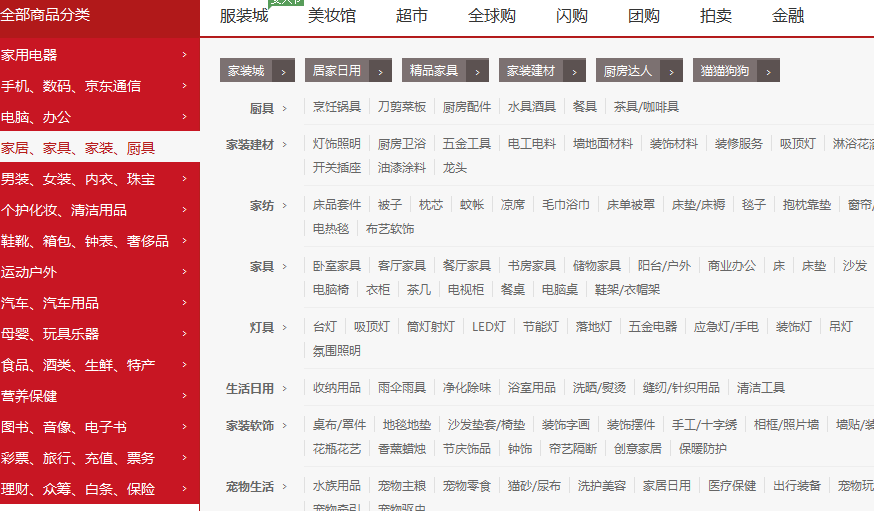 全部商品分类
服装城 美妆馆 超市 全球购 闪购 团购 拍卖 金融
家用电器
手机、数码、京东通信
电脑、办公
家居、家具、家装、厨具
男装、女装、内衣、珠宝
个护化妆、清洁用品
鞋靴、箱包、钟表、奢侈品
运动户外
汽车、汽车用品
母婴、玩具乐器
食品、酒类、生鲜、特产
营养保健
图书、音像、电子书
彩票、旅行、充值、票务
理财、众筹、白条、保险
家装城 > 居家日用 > 精品家具 > 家装建材 > 厨房达人 > 猫猫狗狗 >
厨具 > 烹饪锅具 刀剪菜板 厨房配件 水具酒具 餐具 茶具/咖啡具
家装建材 > 灯饰照明 厨房卫浴 五金工具 电工电料 墙地面材料 装饰材料 装修服务 吸顶灯 淋浴花
开关插座 油漆涂料 龙头
家纺 > 床品套件 被子 枕芯 蚊帐 凉席 毛巾浴巾 床单被罩 床垫/床褥 毯子 抱枕靠垫 窗帘/
电热毯 布艺软饰
家具 > 卧室家具 客厅家具 餐厅家具 书房家具 储物家具 阳台/户外 商业办公 床 床垫 沙发
电脑椅 衣柜 茶几 电视柜 餐桌 电脑桌 鞋架/衣帽架
灯具 > 台灯 吸顶灯 筒灯射灯 LED灯 节能灯 落地灯 五金电器 应急灯/手电 装饰灯 吊灯
氛围照明
生活日用 > 收纳用品 雨伞雨具 净化除味 浴室用品 洗晒/熨烫 缝纫/针织用品 清洁工具
家装软饰 > 桌布/罩件 地毯地垫 沙发垫套/椅垫 装饰字画 装饰摆件 手工/十字绣 相框/照片墙 墙贴/装
花瓶花艺 香薰蜡烛 节庆饰品 钟饰 帘艺隔断 创意家居 保暖防护
宠物生活 > 水族用品 宠物主粮 宠物零食 猫砂/尿布 洗护美容 家居日用 医疗保健 出行装备 宠物玩
宠物牵引 宠物驱虫